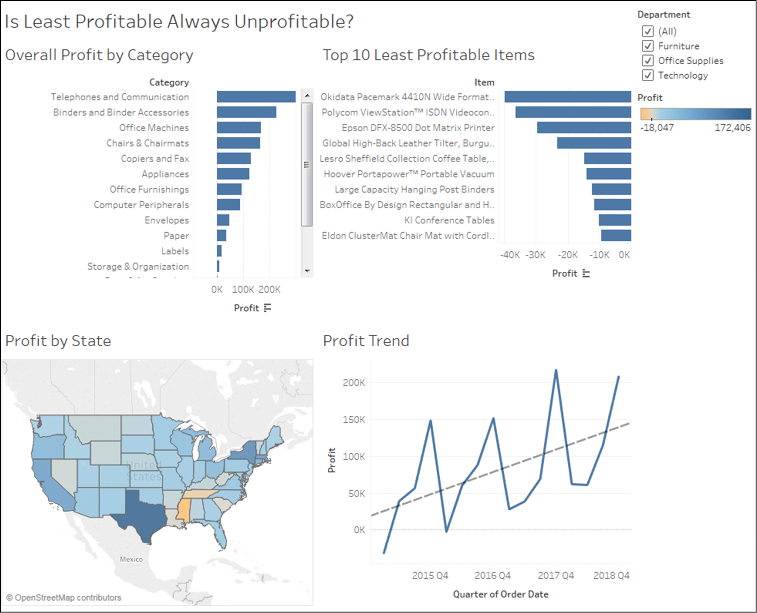 Is Least Profitable Always Unprofitable?
Department
(All)
Furniture
Office Supplies
Technology
Profit
-18,047 172,406
Overall Profit by Category
Category
Telephones and Communication
Binders and Binder Accessories
Office Machines
Chairs & Chairmats
Copiers and Fax
Appliances
Office Furnishings
Computer Peripherals
Envelopes
Paper
Labels
Storage & Organization
0K 100K 200K
Profit
Top 10 Least Profitable Items
Item
Okidata Pacemark 4410N Wide Format..
Polycom ViewStation™ ISDN Videocon..
Epson DFX-8500 Dot Matrix Printer
Global High-Back Leather Tilter, Burgu..
Lesro Sheffield Collection Coffee Table,..
Hoover Portapower™ Portable Vacuum
Large Capacity Hanging Post Binders
BoxOffice By Design Rectangular and H..
KI Conference Tables
Eldon ClusterMat Chair Mat with Cordl..
-40K -30K -20K -10K 0K
Profit
Profit by State
United
States
Mexico
© OpenStreetMap contributors
Profit Trend
Profit
200K
150K
100K
50K
0K
2015 Q4 2016 Q4 2017 Q4 2018 Q4
Quarter of Order Date